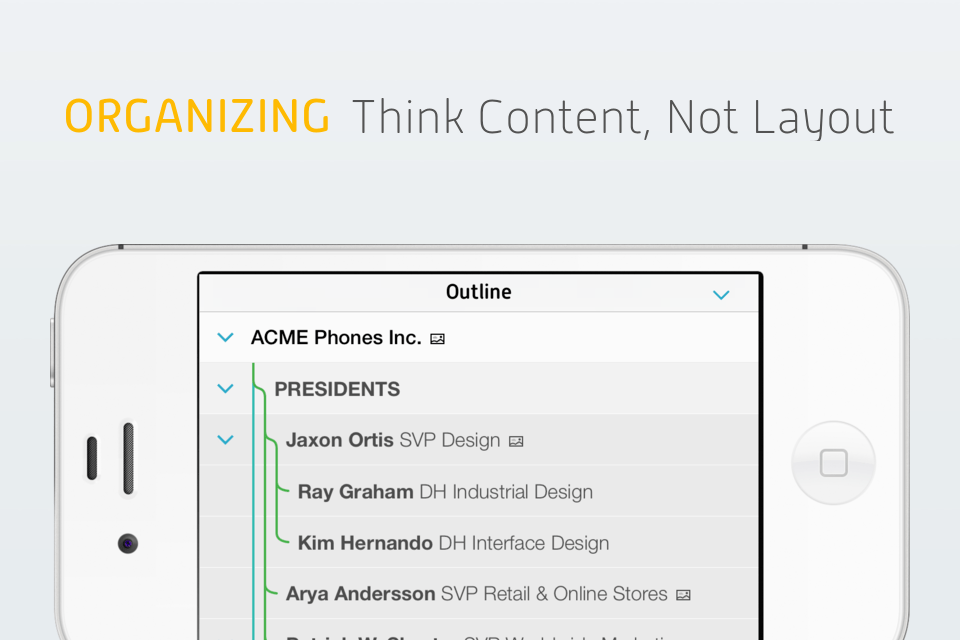 ORGANIZING Think Content, Not Layout
Outline
ACME Phones Inc.
PRESIDENTS
Jaxon Ortis SVP Design
Ray Graham DH Industrial Design
Kim Hernando DH Interface Design
Arya Andersson SVP Retail & Online Stores